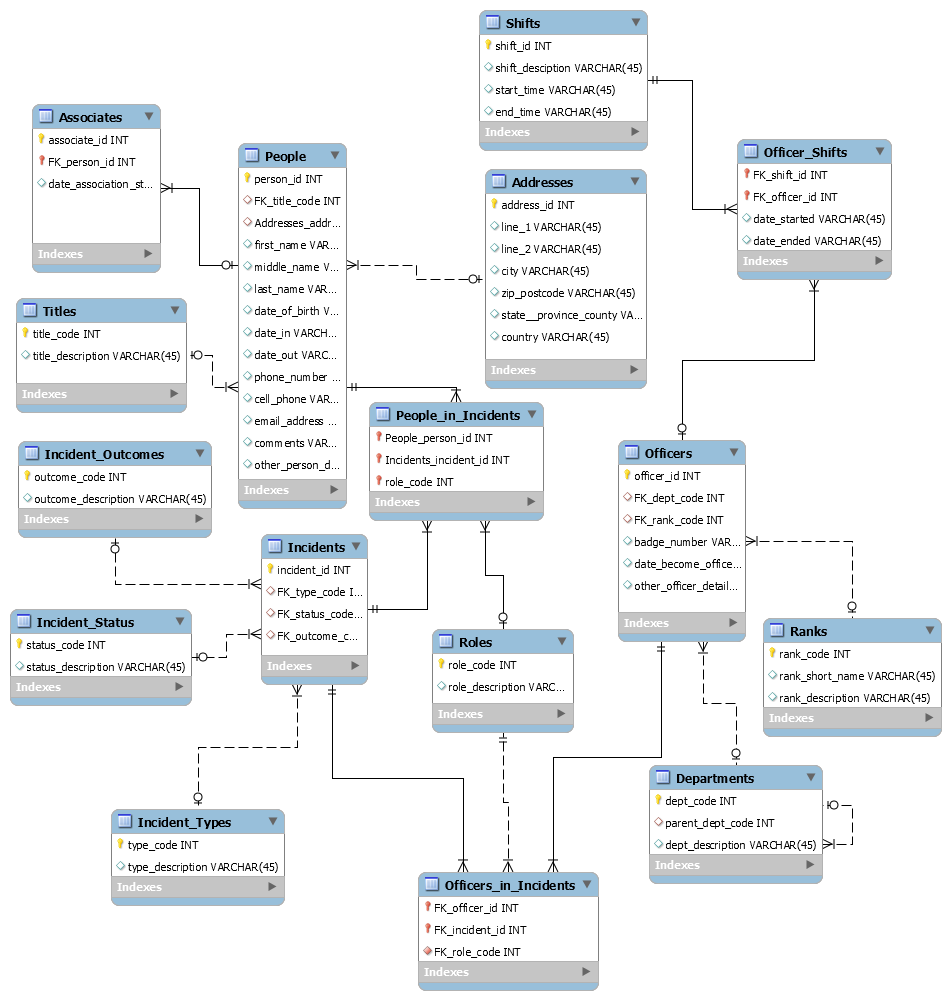 Shifts
shift_id INT
shift_desciption VARCHAR(45)
start_time VARCHAR(45)
end_time VARCHAR(45)
Indexes
Associates
associate_id INT
FK_person_id INT
date_association_st...
Indexes
People
person_id INT
FK_title_code INT
Addresses_addr...
first_name VAR...
middle_name V...
last_name VAR...
date_of_birth V...
date_in VARCH...
date_out VARC...
phone_number ...
cell_phone VAR...
email_address ...
comments VAR...
other_person_d...
Indexes
Addresses
address_id INT
line_1 VARCHAR(45)
line_2 VARCHAR(45)
city VARCHAR(45)
zip_postcode VARCHAR(45)
state__province_county VA...
country VARCHAR(45)
Indexes
Officer_Shifts
FK_shift_id INT
FK_officer_id INT
date_started VARCHAR(45)
date_ended VARCHAR(45)
Indexes
Titles
title_code INT
title_description VARCHAR(45)
Indexes
People_in_Incidents
People_person_id INT
Incidents_incident_id INT
role_code INT
Indexes
Incident_Outcomes
outcome_code INT
outcome_description VARCHAR(45)
Indexes
Officers
officer_id INT
FK_dept_code INT
FK_rank_code INT
badge_number VAR...
date_become_office...
other_officer_detail...
Indexes
Incidents
incident_id INT
FK_type_code I...
FK_status_code...
FK_outcome_c...
Indexes
Incident_Status
status_code INT
status_description VARCHAR(45)
Indexes
Roles
role_code INT
role_description VARC...
Indexes
Ranks
rank_code INT
rank_short_name VARCHAR(45)
rank_description VARCHAR(45)
Indexes
Departments
dept_code INT
parent_dept_code INT
dept_description VARCHAR(45)
Indexes
Incident_Types
type_code INT
type_description VARCHAR(45)
Indexes
Officers_in_Incidents
FK_officer_id INT
FK_incident_id INT
FK_role_code INT
Indexes